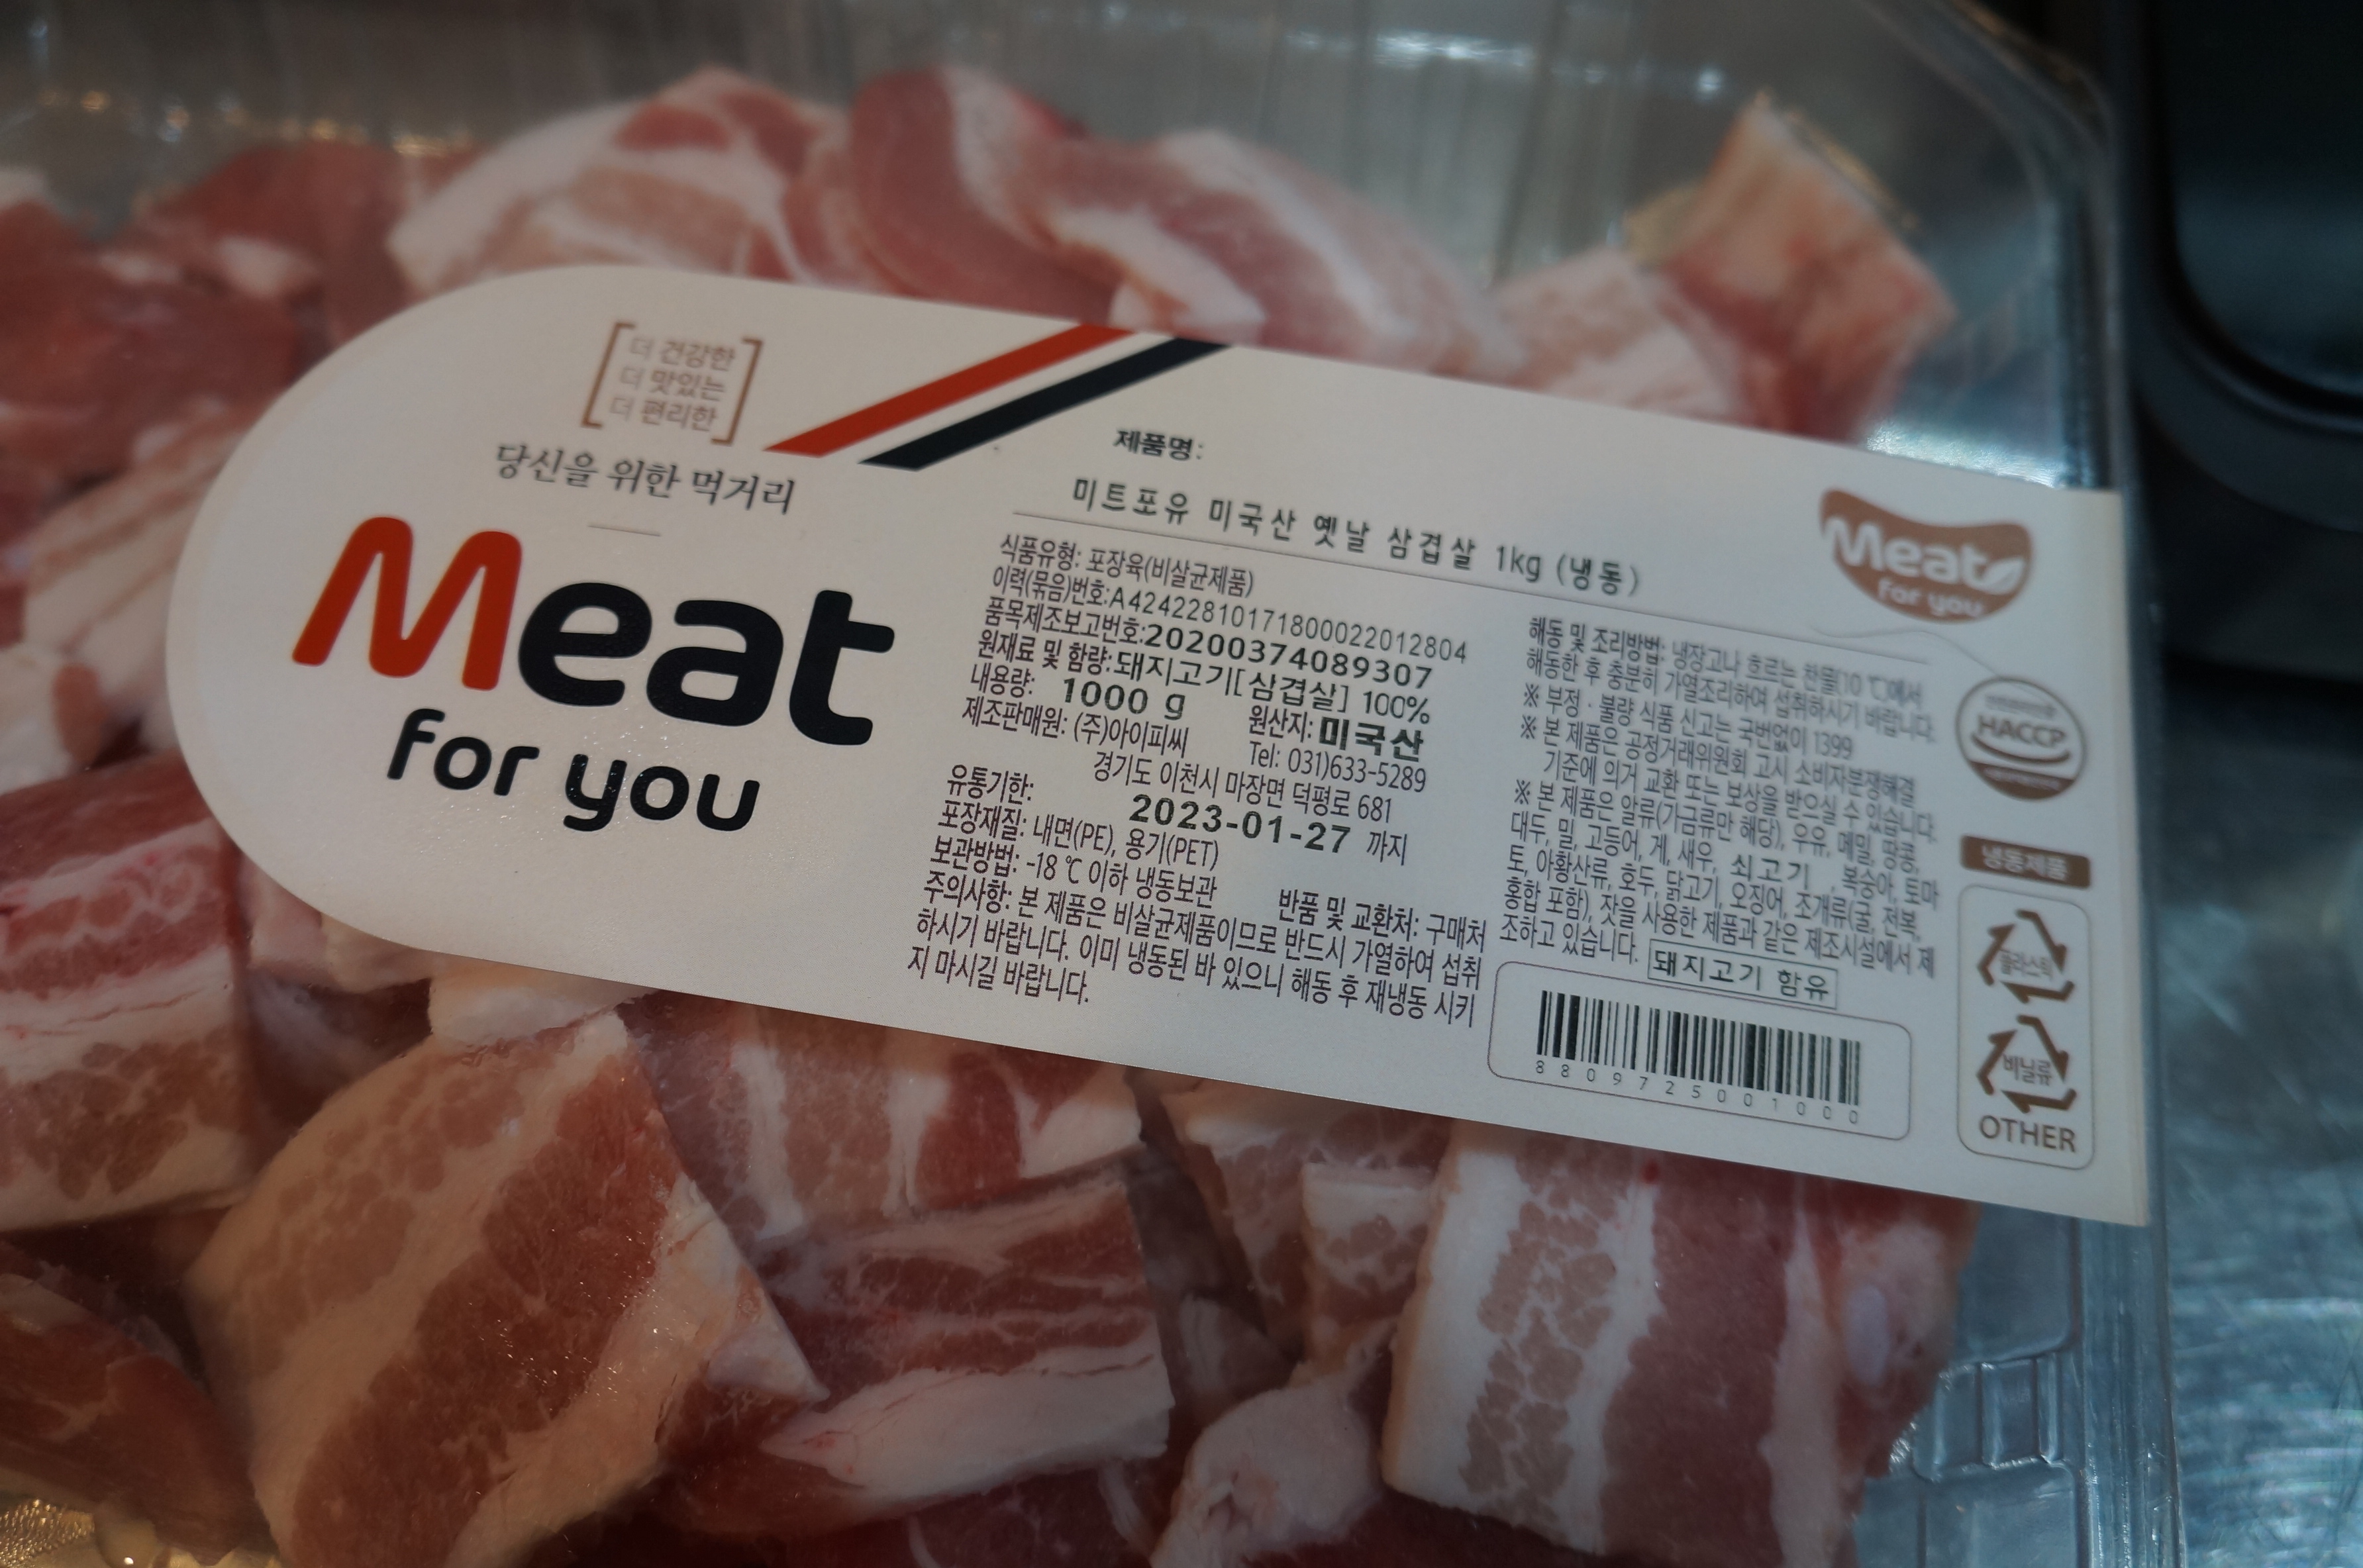 더 건강한
더 맛있는
더 편리한
당신을 위한 먹거리
Meat
for you
제품명:
미트포유 미국산 옛날 삼겹살 1kg (냉동)
식품유형: 포장육(비살균제품)
이력(묶음)번호:A42422810171800022012804
품목제조보고번호:20200374089307
원재료 및 함량:돼지고기[삼겹살] 100%
내용량: 1000 g 원산지: 미국산
제조판매원: (주)아이피씨 Tel: 031)633-5289
경기도 이천시 마장면 덕평로 681
유통기한: 2023-01-27 까지
포장재질: 내면(PE), 용기(PET)
보관방법: -18 ℃ 이하 냉동보관 반품 및 교환처: 구매처
주의사항: 본 제품은 비살균제품이므로 반드시 가열하여 섭취
하시기 바랍니다. 이미 냉동된 바 있으니 해동 후 재냉동 시키
지 마시길 바랍니다.
Meat
for you
해동 및 조리방법: 냉장고나 흐르는 찬물(10 ℃)에서
해동한 후 충분히 가열조리하여 섭취하시기 바랍니다.
※ 부정 · 불량 식품 신고는 국번없이 1399
※ 본 제품은 공정거래위원회 고시 소비자분쟁해결
기준에 의거 교환 또는 보상을 받으실 수 있습니다.
※ 본 제품은 알류(가금류만 해당), 우유, 메밀, 땅콩,
대두, 밀, 고등어, 게, 새우, 쇠고기 , 복숭아, 토마
토, 아황산류, 호두, 닭고기, 오징어, 조개류(굴, 전복,
홍합 포함), 잣을 사용한 제품과 같은 제조시설에서 제
조하고 있습니다. 돼지고기 함유
8809725001000
HACCP
냉동제품
플라스틱
비닐류
OTHER